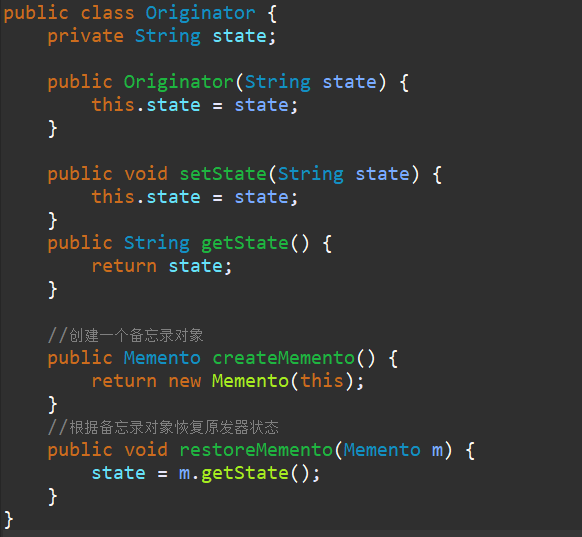 public class Originator {
    private String state;

    public Originator(String state) {
        this.state = state;
    }

    public void setState(String state) {
        this.state = state;
    }
    public String getState() {
        return state;
    }

    //创建一个备忘录对象
    public Memento createMemento() {
        return new Memento(this);
    }
    //根据备忘录对象恢复原发器状态
    public void restoreMemento(Memento m) {
        state = m.getState();
    }
}